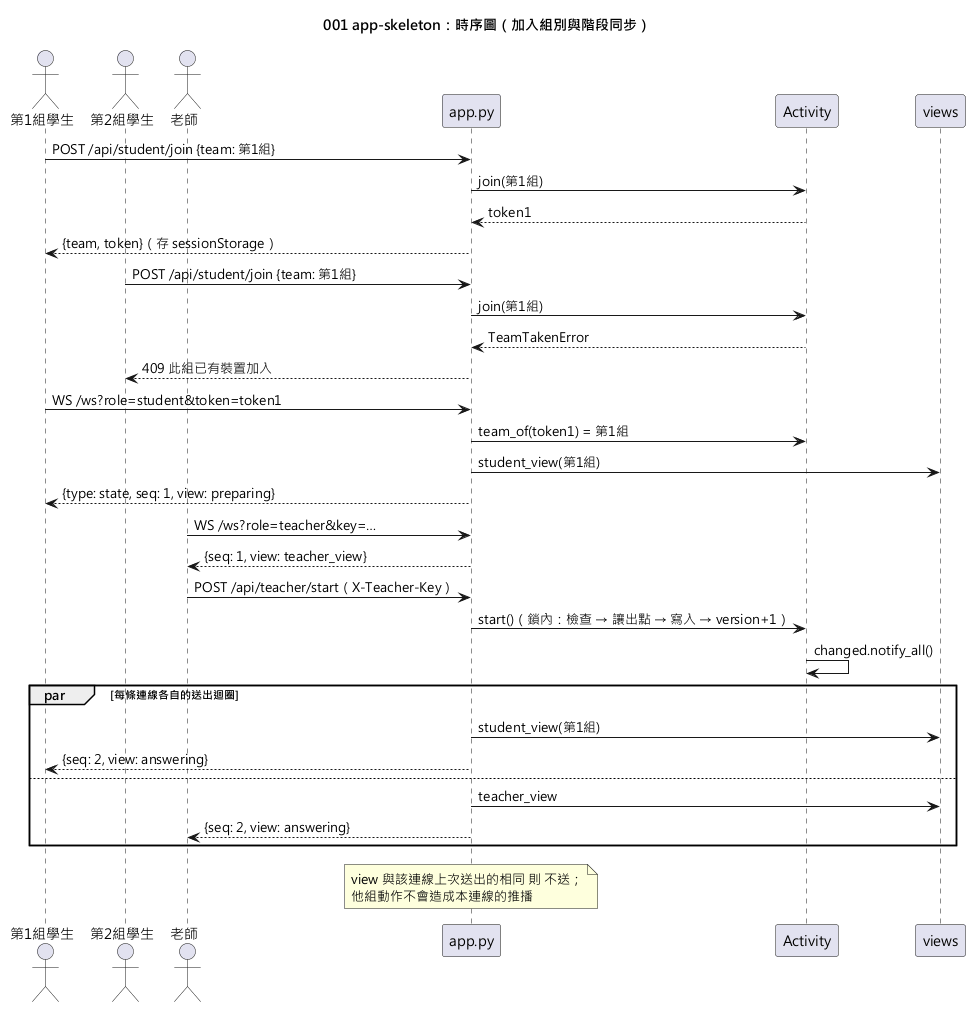 001 app-skeleton：時序圖（加入組別與階段同步）
第1組學生
第2組學生
老師
app.py
Activity
views
POST /api/student/join {team: 第1組}
join(第1組)
token1
{team, token}（存 sessionStorage）
POST /api/student/join {team: 第1組}
join(第1組)
TeamTakenError
409 此組已有裝置加入
WS /ws?role=student&token=token1
team_of(token1) = 第1組
student_view(第1組)
{type: state, seq: 1, view: preparing}
WS /ws?role=teacher&key=...
{seq: 1, view: teacher_view}
POST /api/teacher/start（X-Teacher-Key）
start()（鎖內：檢查 → 讓出點 → 寫入 → version+1）
changed.notify_all()
par [每條連線各自的送出迴圈]
student_view(第1組)
{seq: 2, view: answering}
teacher_view
{seq: 2, view: answering}
view 與該連線上次送出的相同 則 不送；
他組動作不會造成本連線的推播
第1組學生
第2組學生
老師
app.py
Activity
views